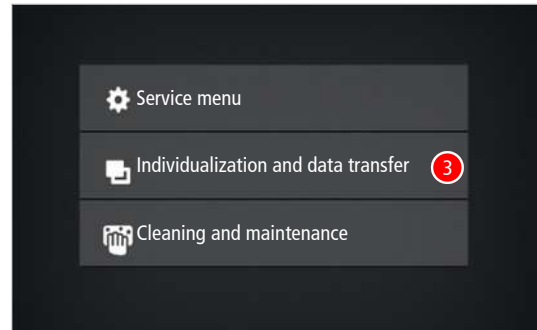 Service menu
Individualization and data transfer 3
Cleaning and maintenance